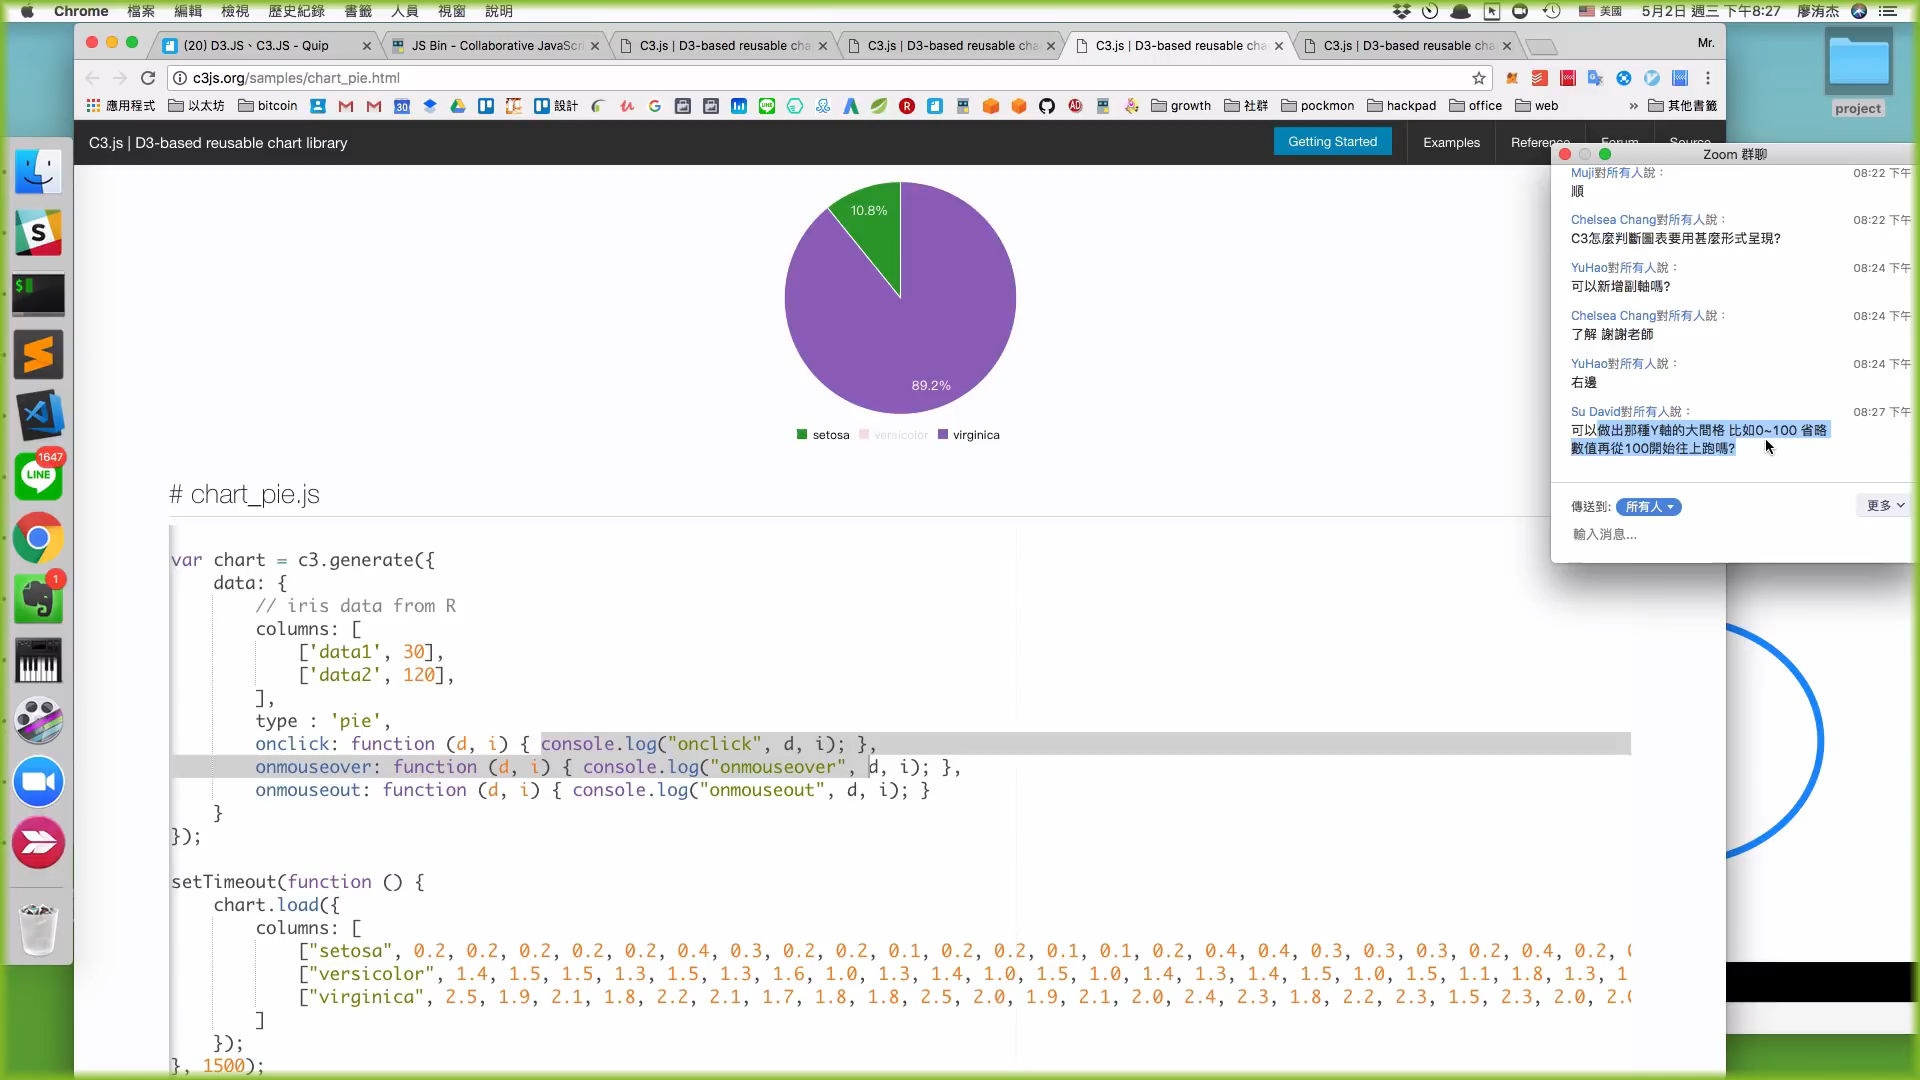 Chrome 檔案 編輯 檢視 歷史紀錄 書籤 人員 視窗 說明 美國 5月2日 週三 下午8:27 廖洧杰
(20) D3.JS、C3.JS - Quip
JS Bin - Collaborative JavaScri
C3.js | D3-based reusable cha
C3.js | D3-based reusable cha
C3.js | D3-based reusable cha
C3.js | D3-based reusable cha
Mr.
c3js.org/samples/chart_pie.html
應用程式 以太坊 bitcoin 設計 growth 社群 pockmon hackpad office web » 其他書籤
project
C3.js | D3-based reusable chart library
Getting Started Examples Reference Forum Source
10.8%
89.2%
setosa versicolor virginica
# chart_pie.js
var chart = c3.generate({
data: {
// iris data from R
columns: [
['data1', 30],
['data2', 120],
],
type : 'pie',
onclick: function (d, i) { console.log("onclick", d, i); },
onmouseover: function (d, i) { console.log("onmouseover", d, i); },
onmouseout: function (d, i) { console.log("onmouseout", d, i); }
}
});
setTimeout(function () {
chart.load({
columns: [
["setosa", 0.2, 0.2, 0.2, 0.2, 0.2, 0.4, 0.3, 0.2, 0.2, 0.1, 0.2, 0.2, 0.1, 0.1, 0.2, 0.4, 0.4, 0.3, 0.3, 0.3, 0.2, 0.4, 0.2,
["versicolor", 1.4, 1.5, 1.5, 1.3, 1.5, 1.3, 1.6, 1.0, 1.3, 1.4, 1.0, 1.5, 1.0, 1.4, 1.3, 1.4, 1.5, 1.0, 1.5, 1.1, 1.8, 1.3, 1
["virginica", 2.5, 1.9, 2.1, 1.8, 2.2, 2.1, 1.7, 1.8, 1.8, 2.5, 2.0, 1.9, 2.1, 2.0, 2.4, 2.3, 1.8, 2.2, 2.3, 1.5, 2.3, 2.0, 2.
]
});
}, 1500);
Zoom 群聊
Muji對所有人說： 08:22 下午
順
Chelsea Chang對所有人說： 08:22 下午
C3怎麼判斷圖表要用甚麼形式呈現?
YuHao對所有人說： 08:24 下午
可以新增副軸嗎?
Chelsea Chang對所有人說： 08:24 下午
了解 謝謝老師
YuHao對所有人說： 08:24 下午
右邊
Su David對所有人說： 08:27 下午
可以做出那種Y軸的大間格 比如0~100 省略
數值再從100開始往上跑嗎?
傳送到: 所有人 更多
輸入消息...
1647
LINE
1
S